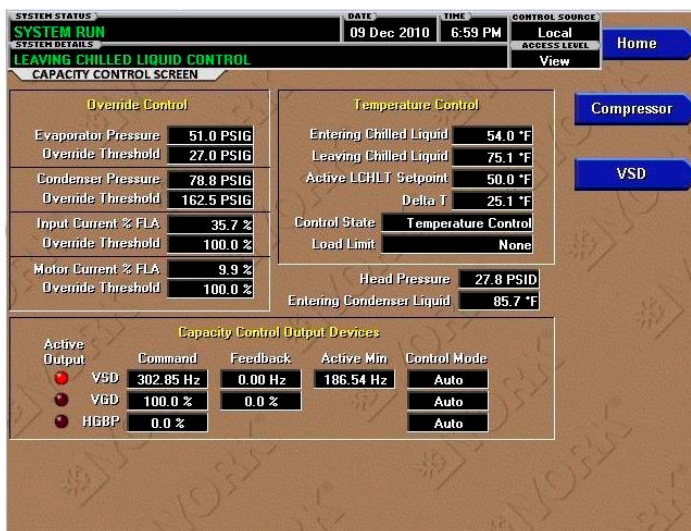 SYSTEM STATUS
SYSTEM RUN
DATE
09 Dec 2010
TIME
6:59 PM
CONTROL SOURCE
Local
SYSTEM DETAILS
LEAVING CHILLED LIQUID CONTROL
ACCESS LEVEL
View
Home
CAPACITY CONTROL SCREEN
Compressor
VSD
Override Control
Evaporator Pressure 51.0 PSIG
Override Threshold 27.0 PSIG
Condenser Pressure 78.8 PSIG
Override Threshold 162.5 PSIG
Input Current % FLA 35.7 %
Override Threshold 100.0 %
Motor Current % FLA 9.9 %
Override Threshold 100.0 %
Temperature Control
Entering Chilled Liquid 54.0 °F
Leaving Chilled Liquid 75.1 °F
Active LCHLT Setpoint 50.0 °F
Delta T 25.1 °F
Control State Temperature Control
Load Limit None
Head Pressure 27.8 PSID
Entering Condenser Liquid 85.7 °F
Capacity Control Output Devices
Active Output Command Feedback Active Min Control Mode
VSD 302.85 Hz 0.00 Hz 186.54 Hz Auto
VGD 100.0 % 0.0 % Auto
HGBP 0.0 % Auto
YORK